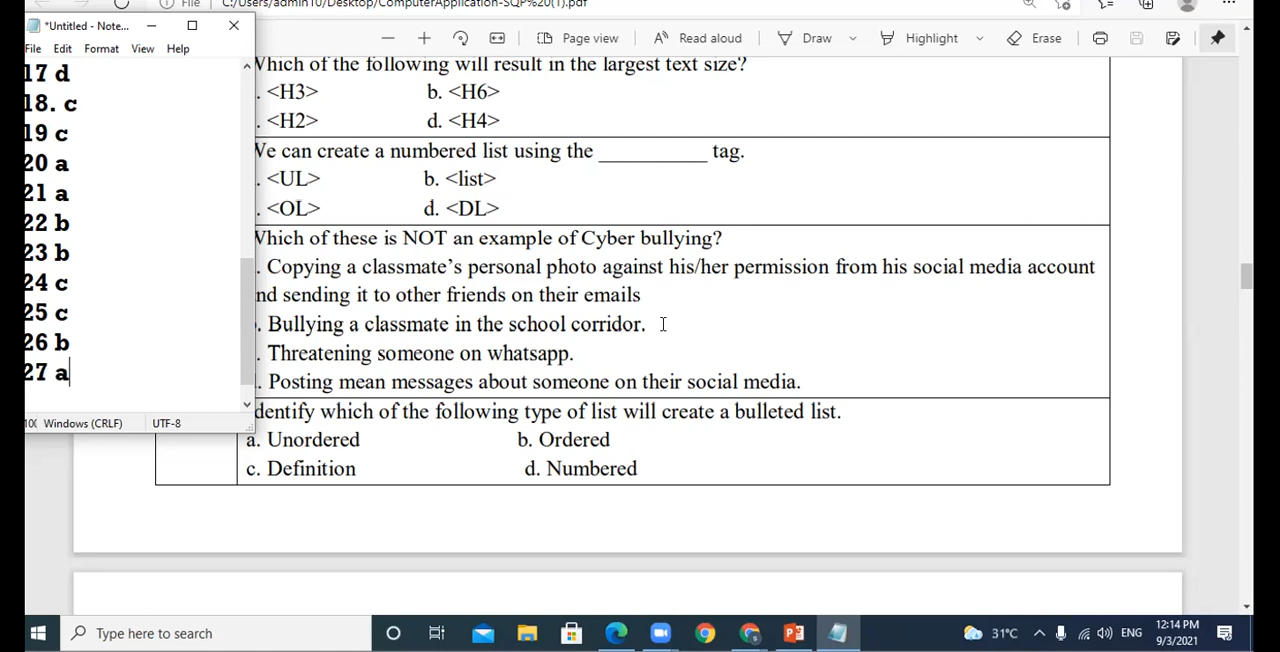 File C:/Users/admin10/Desktop/ComputerApplication-SQP%20(1).pdf
*Untitled - Note...
File Edit Format View Help
Page view Read aloud Draw Highlight Erase
17 d
18. c
19 c
20 a
21 a
22 b
23 b
24 c
25 c
26 b
27 a
Windows (CRLF) UTF-8
Which of the following will result in the largest text size?
. <H3> b. <H6>
. <H2> d. <H4>
We can create a numbered list using the __________ tag.
. <UL> b. <list>
. <OL> d. <DL>
Which of these is NOT an example of Cyber bullying?
. Copying a classmate’s personal photo against his/her permission from his social media account
nd sending it to other friends on their emails
. Bullying a classmate in the school corridor.
. Threatening someone on whatsapp.
. Posting mean messages about someone on their social media.
dentify which of the following type of list will create a bulleted list.
a. Unordered b. Ordered
c. Definition d. Numbered
Type here to search
31°C ENG 12:14 PM
9/3/2021